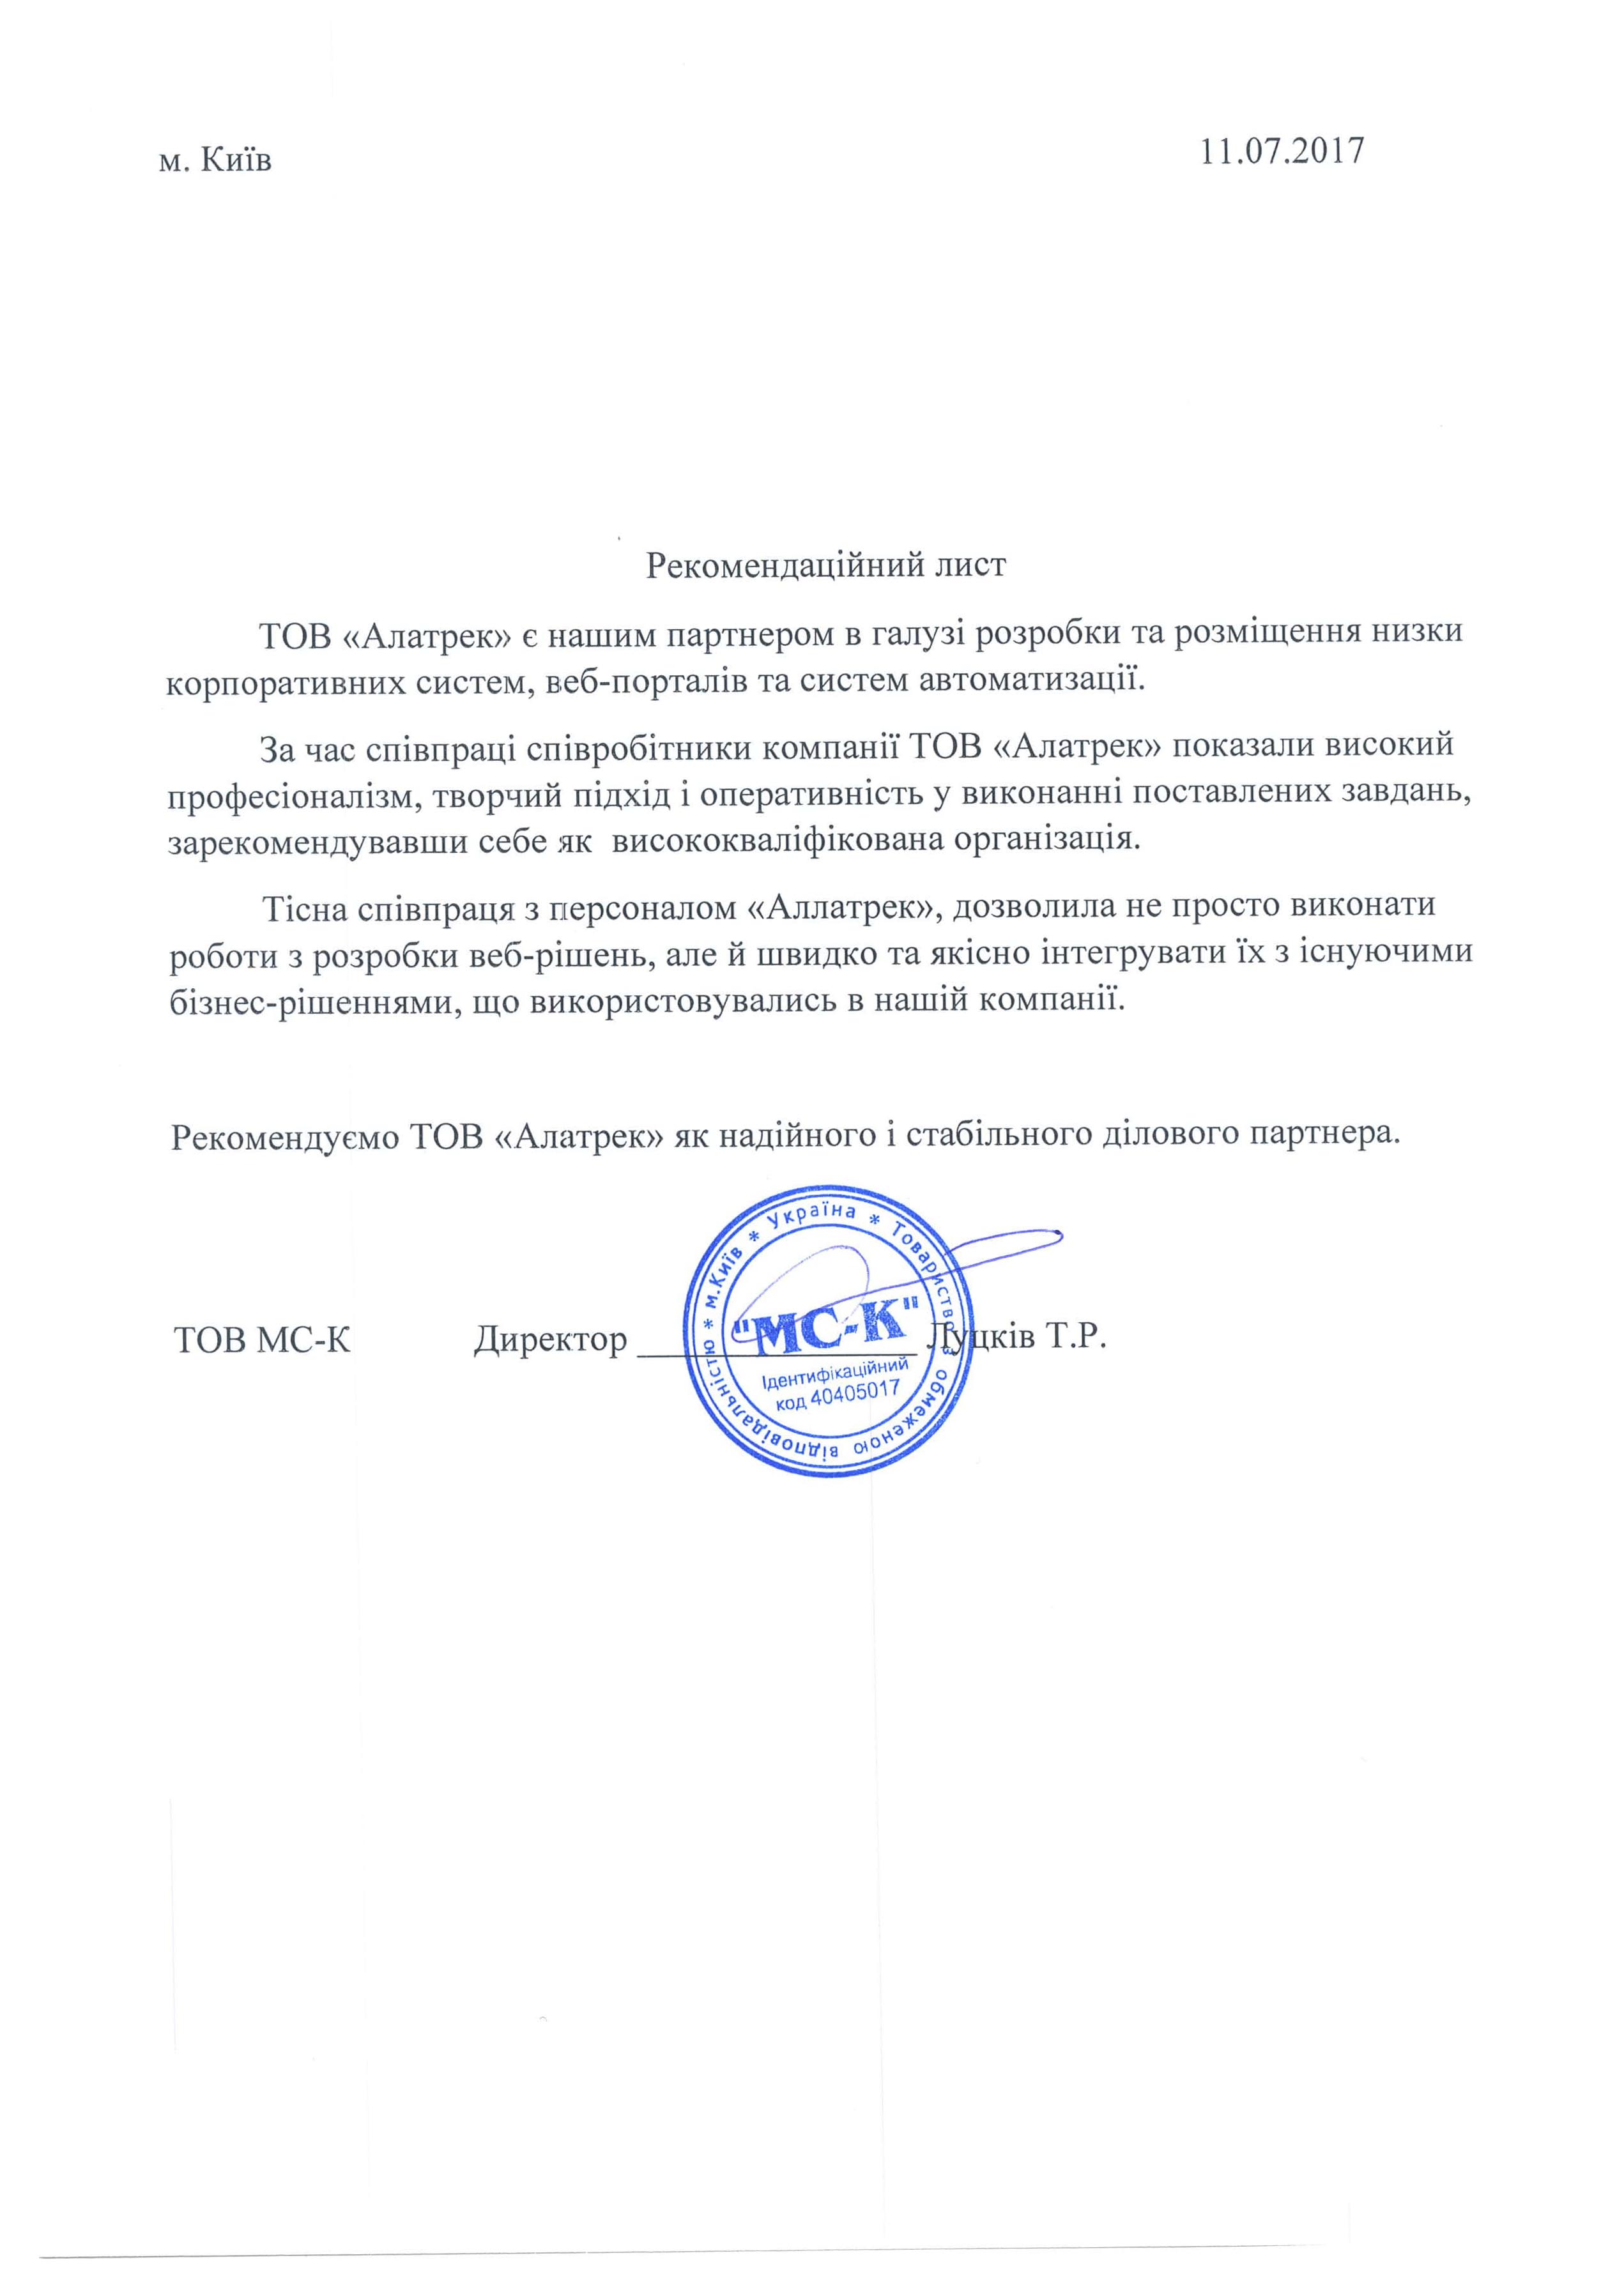 м. Київ 11.07.2017
Рекомендаційний лист
ТОВ «Алатрек» є нашим партнером в галузі розробки та розміщення низки
корпоративних систем, веб-порталів та систем автоматизації.
За час співпраці співробітники компанії ТОВ «Алатрек» показали високий
професіоналізм, творчий підхід і оперативність у виконанні поставлених завдань,
зарекомендувавши себе як висококваліфікована організація.
Тісна співпраця з персоналом «Аллатрек», дозволила не просто виконати
роботи з розробки веб-рішень, але й швидко та якісно інтегрувати їх з існуючими
бізнес-рішеннями, що використовувались в нашій компанії.
Рекомендуємо ТОВ «Алатрек» як надійного і стабільного ділового партнера.
ТОВ МС-К Директор _______________ Луцків Т.Р.
* м.Київ * Україна * Товариство з обмеженою відповідальністю
"МС-К"
Ідентифікаційний
код 40405017